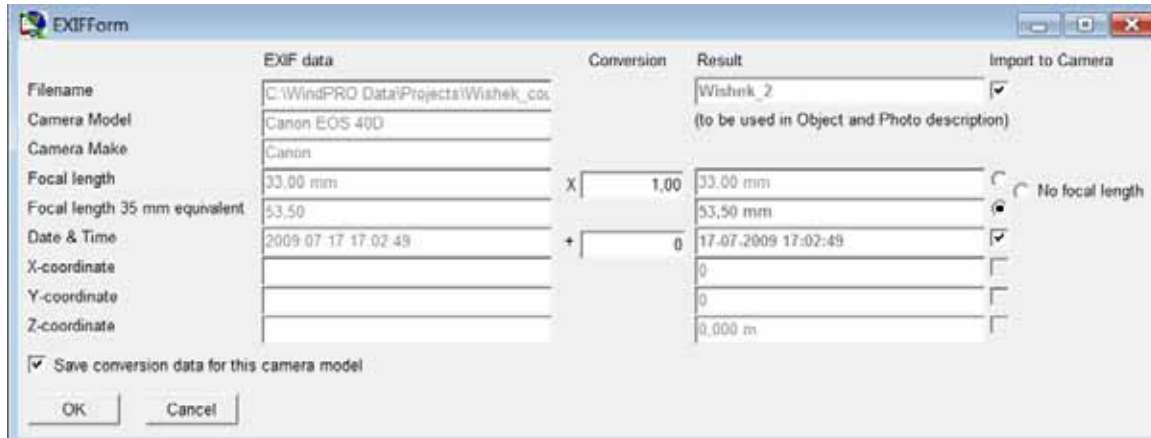 EXIFForm
EXIF data Conversion Result Import to Camera
Filename C:\WindPRO Data\Projects\Wishek_cou Wishek_2
Camera Model Canon EOS 40D (to be used in Object and Photo description)
Camera Make Canon
Focal length 33,00 mm X 1,00 33,00 mm No focal length
Focal length 35 mm equivalent 53,50 53,50 mm
Date & Time 2009 07 17 17 02 49 + 0 17-07-2009 17:02:49
X-coordinate 0
Y-coordinate 0
Z-coordinate 0,000 m
Save conversion data for this camera model
OK Cancel